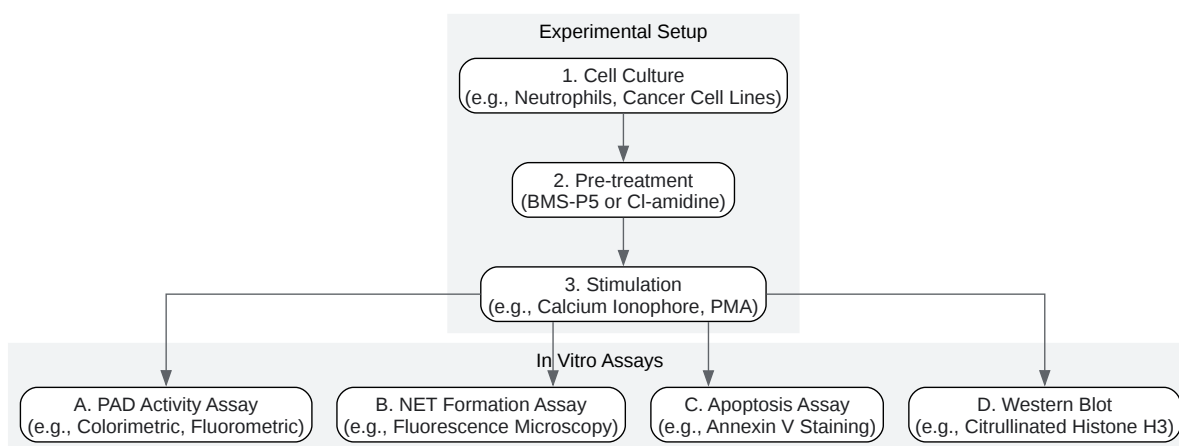 Experimental Setup
1. Cell Culture
(e.g., Neutrophils, Cancer Cell Lines)
2. Pre-treatment
(BMS-P5 or Cl-amidine)
3. Stimulation
(e.g., Calcium Ionophore, PMA)
In Vitro Assays
A. PAD Activity Assay
(e.g., Colorimetric, Fluorometric)
B. NET Formation Assay
(e.g., Fluorescence Microscopy)
C. Apoptosis Assay
(e.g., Annexin V Staining)
D. Western Blot
(e.g., Citrullinated Histone H3)